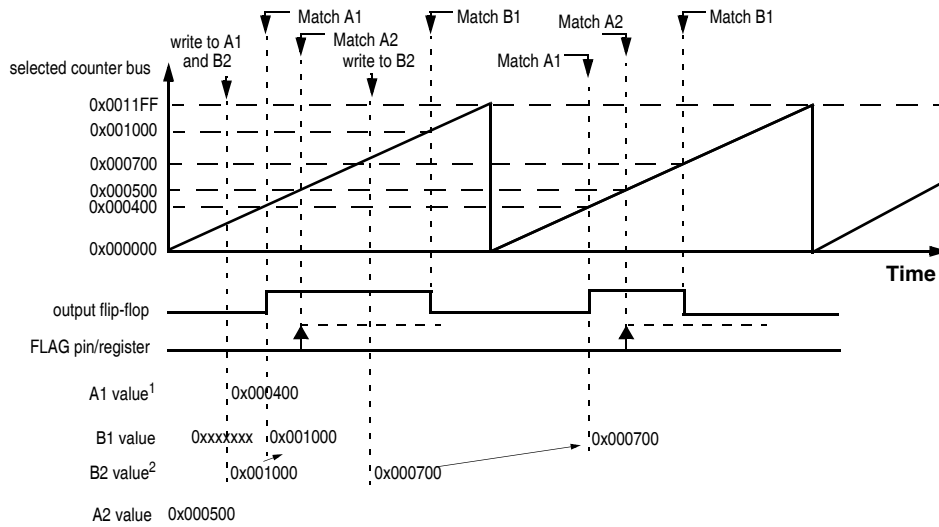 Match A1
Match B1
Match A2
Match B1
write to A1
and B2
Match A2
write to B2
Match A1
selected counter bus
0x0011FF
0x001000
0x000700
0x000500
0x000400
0x000000
Time
output flip-flop
FLAG pin/register
A1 value1 0x000400
B1 value 0xxxxxxx 0x001000 0x000700
B2 value2 0x001000 0x000700
A2 value 0x000500